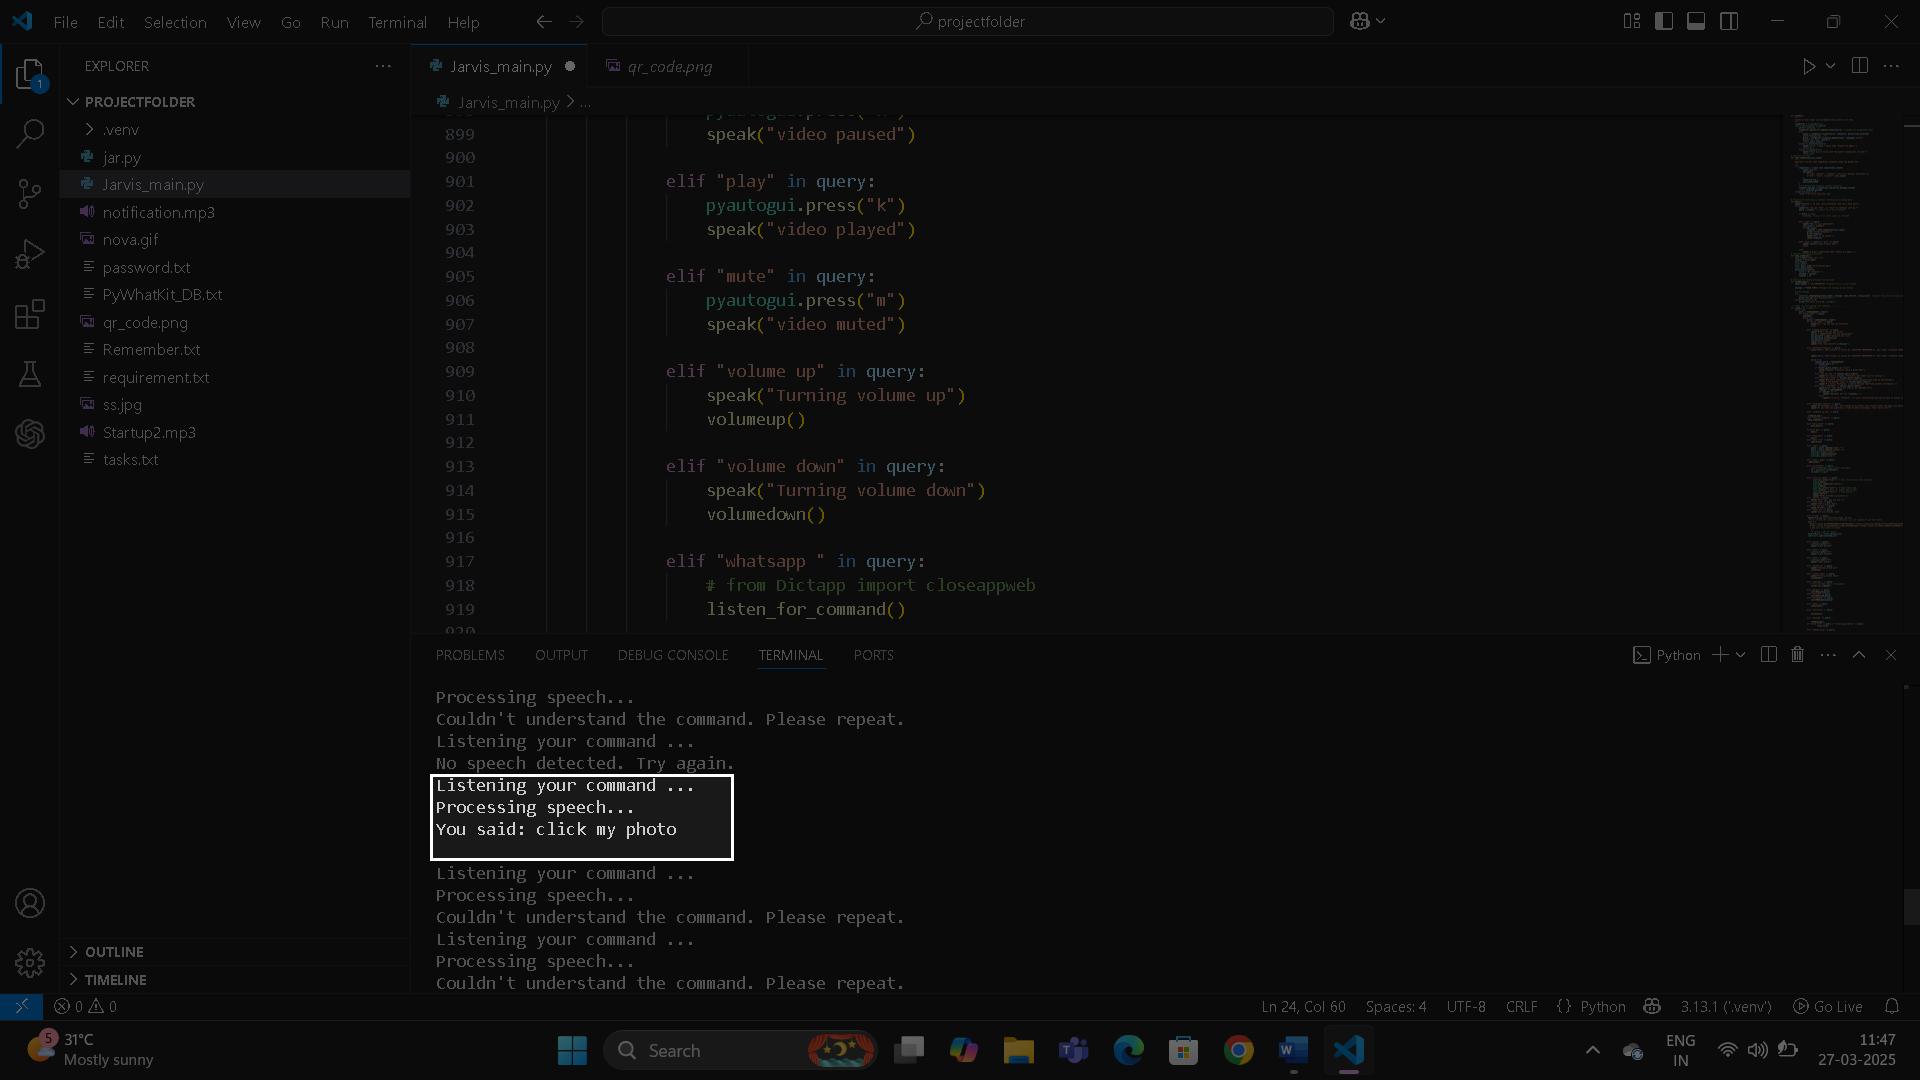 File Edit Selection View Go Run Terminal Help
projectfolder
EXPLORER
PROJECTFOLDER
.venv
jar.py
Jarvis_main.py
notification.mp3
nova.gif
password.txt
PyWhatKit_DB.txt
qr_code.png
Remember.txt
requirement.txt
ss.jpg
Startup2.mp3
tasks.txt
OUTLINE
TIMELINE
1
Jarvis_main.py
qr_code.png
Jarvis_main.py > ...
899 speak("video paused")
900
901 elif "play" in query:
902 pyautogui.press("k")
903 speak("video played")
904
905 elif "mute" in query:
906 pyautogui.press("m")
907 speak("video muted")
908
909 elif "volume up" in query:
910 speak("Turning volume up")
911 volumeup()
912
913 elif "volume down" in query:
914 speak("Turning volume down")
915 volumedown()
916
917 elif "whatsapp " in query:
918 # from Dictapp import closeappweb
919 listen_for_command()
920
PROBLEMS OUTPUT DEBUG CONSOLE TERMINAL PORTS
Python
Processing speech...
Couldn't understand the command. Please repeat.
Listening your command ...
No speech detected. Try again.
Listening your command ...
Processing speech...
You said: click my photo
Listening your command ...
Processing speech...
Couldn't understand the command. Please repeat.
Listening your command ...
Processing speech...
Couldn't understand the command. Please repeat.
0 0
Ln 24, Col 60 Spaces: 4 UTF-8 CRLF {} Python 3.13.1 ('.venv') Go Live
5
31°C
Mostly sunny
Search
ENG
IN
11:47
27-03-2025